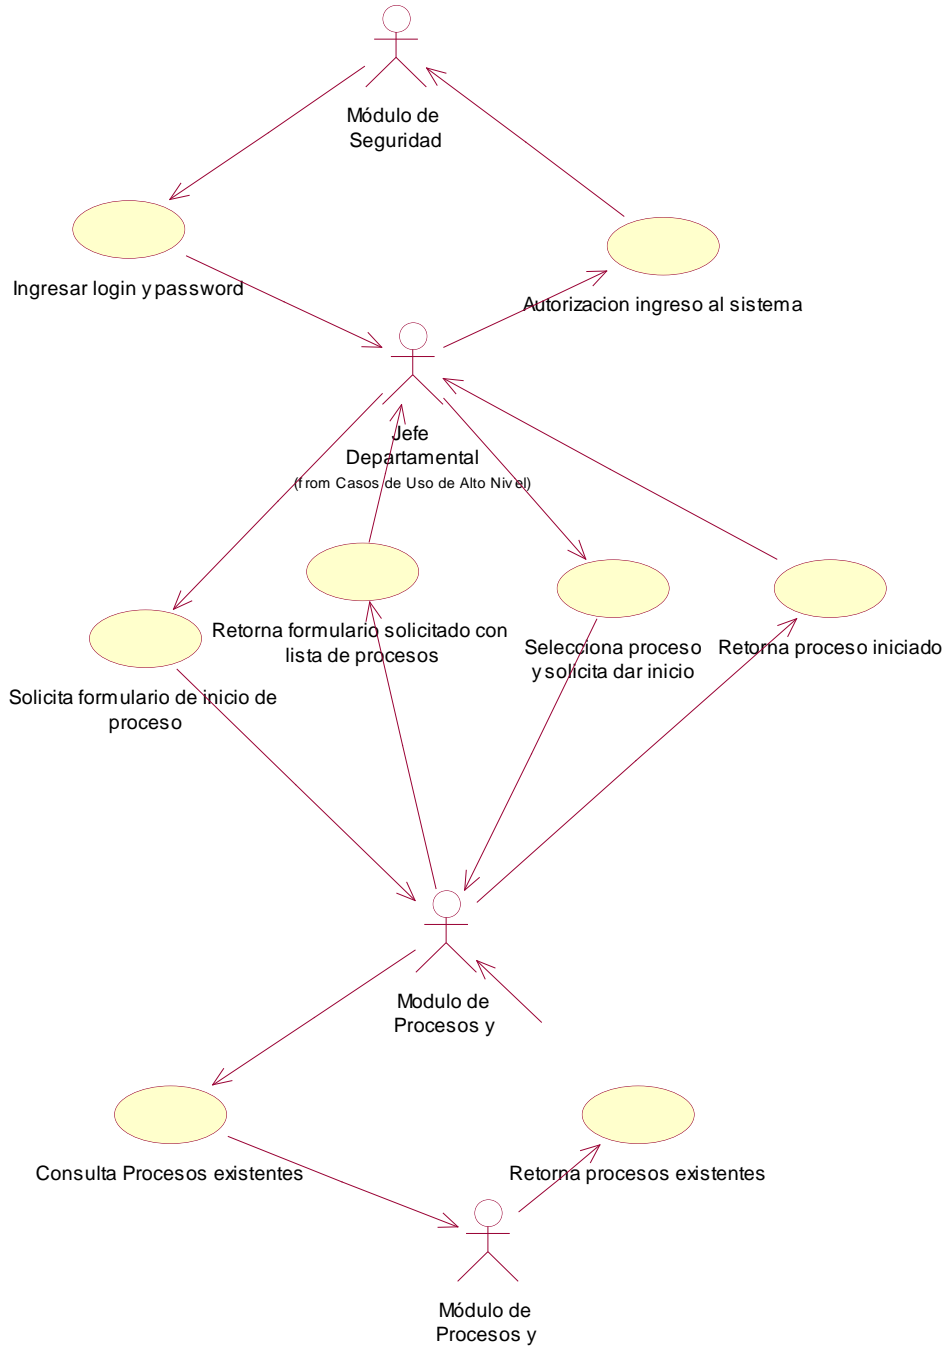 Módulo de
Seguridad
Ingresar login y password
Autorizacion ingreso al sistema
Jefe
Departamental
(from Casos de Uso de Alto Nivel)
Retorna formulario solicitado con
lista de procesos
Selecciona proceso
y solicita dar inicio
Retorna proceso iniciado
Solicita formulario de inicio de
proceso
Modulo de
Procesos y
Consulta Procesos existentes
Retorna procesos existentes
Módulo de
Procesos y